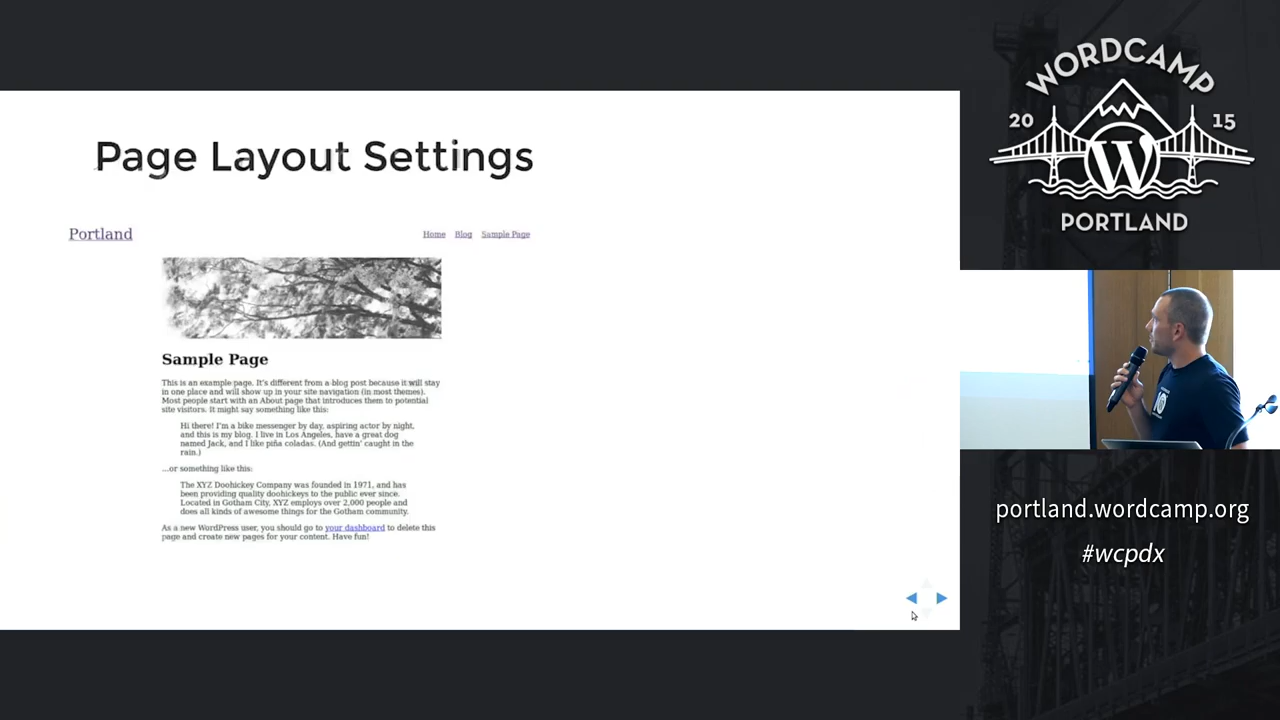 Page Layout Settings
Portland
Home Blog Sample Page
Sample Page
This is an example page. It's different from a blog post because it will stay
in one place and will show up in your site navigation (in most themes).
Most people start with an About page that introduces them to potential
site visitors. It might say something like this:
Hi there! I'm a bike messenger by day, aspiring actor by night,
and this is my blog. I live in Los Angeles, have a great dog
named Jack, and I like piña coladas. (And gettin' caught in the
rain.)
...or something like this:
The XYZ Doohickey Company was founded in 1971, and has
been providing quality doohickeys to the public ever since.
Located in Gotham City, XYZ employs over 2,000 people and
does all kinds of awesome things for the Gotham community.
As a new WordPress user, you should go to your dashboard to delete this
page and create new pages for your content. Have fun!
WORDCAMP
20 15
W
PORTLAND
portland.wordcamp.org
#wcpdx